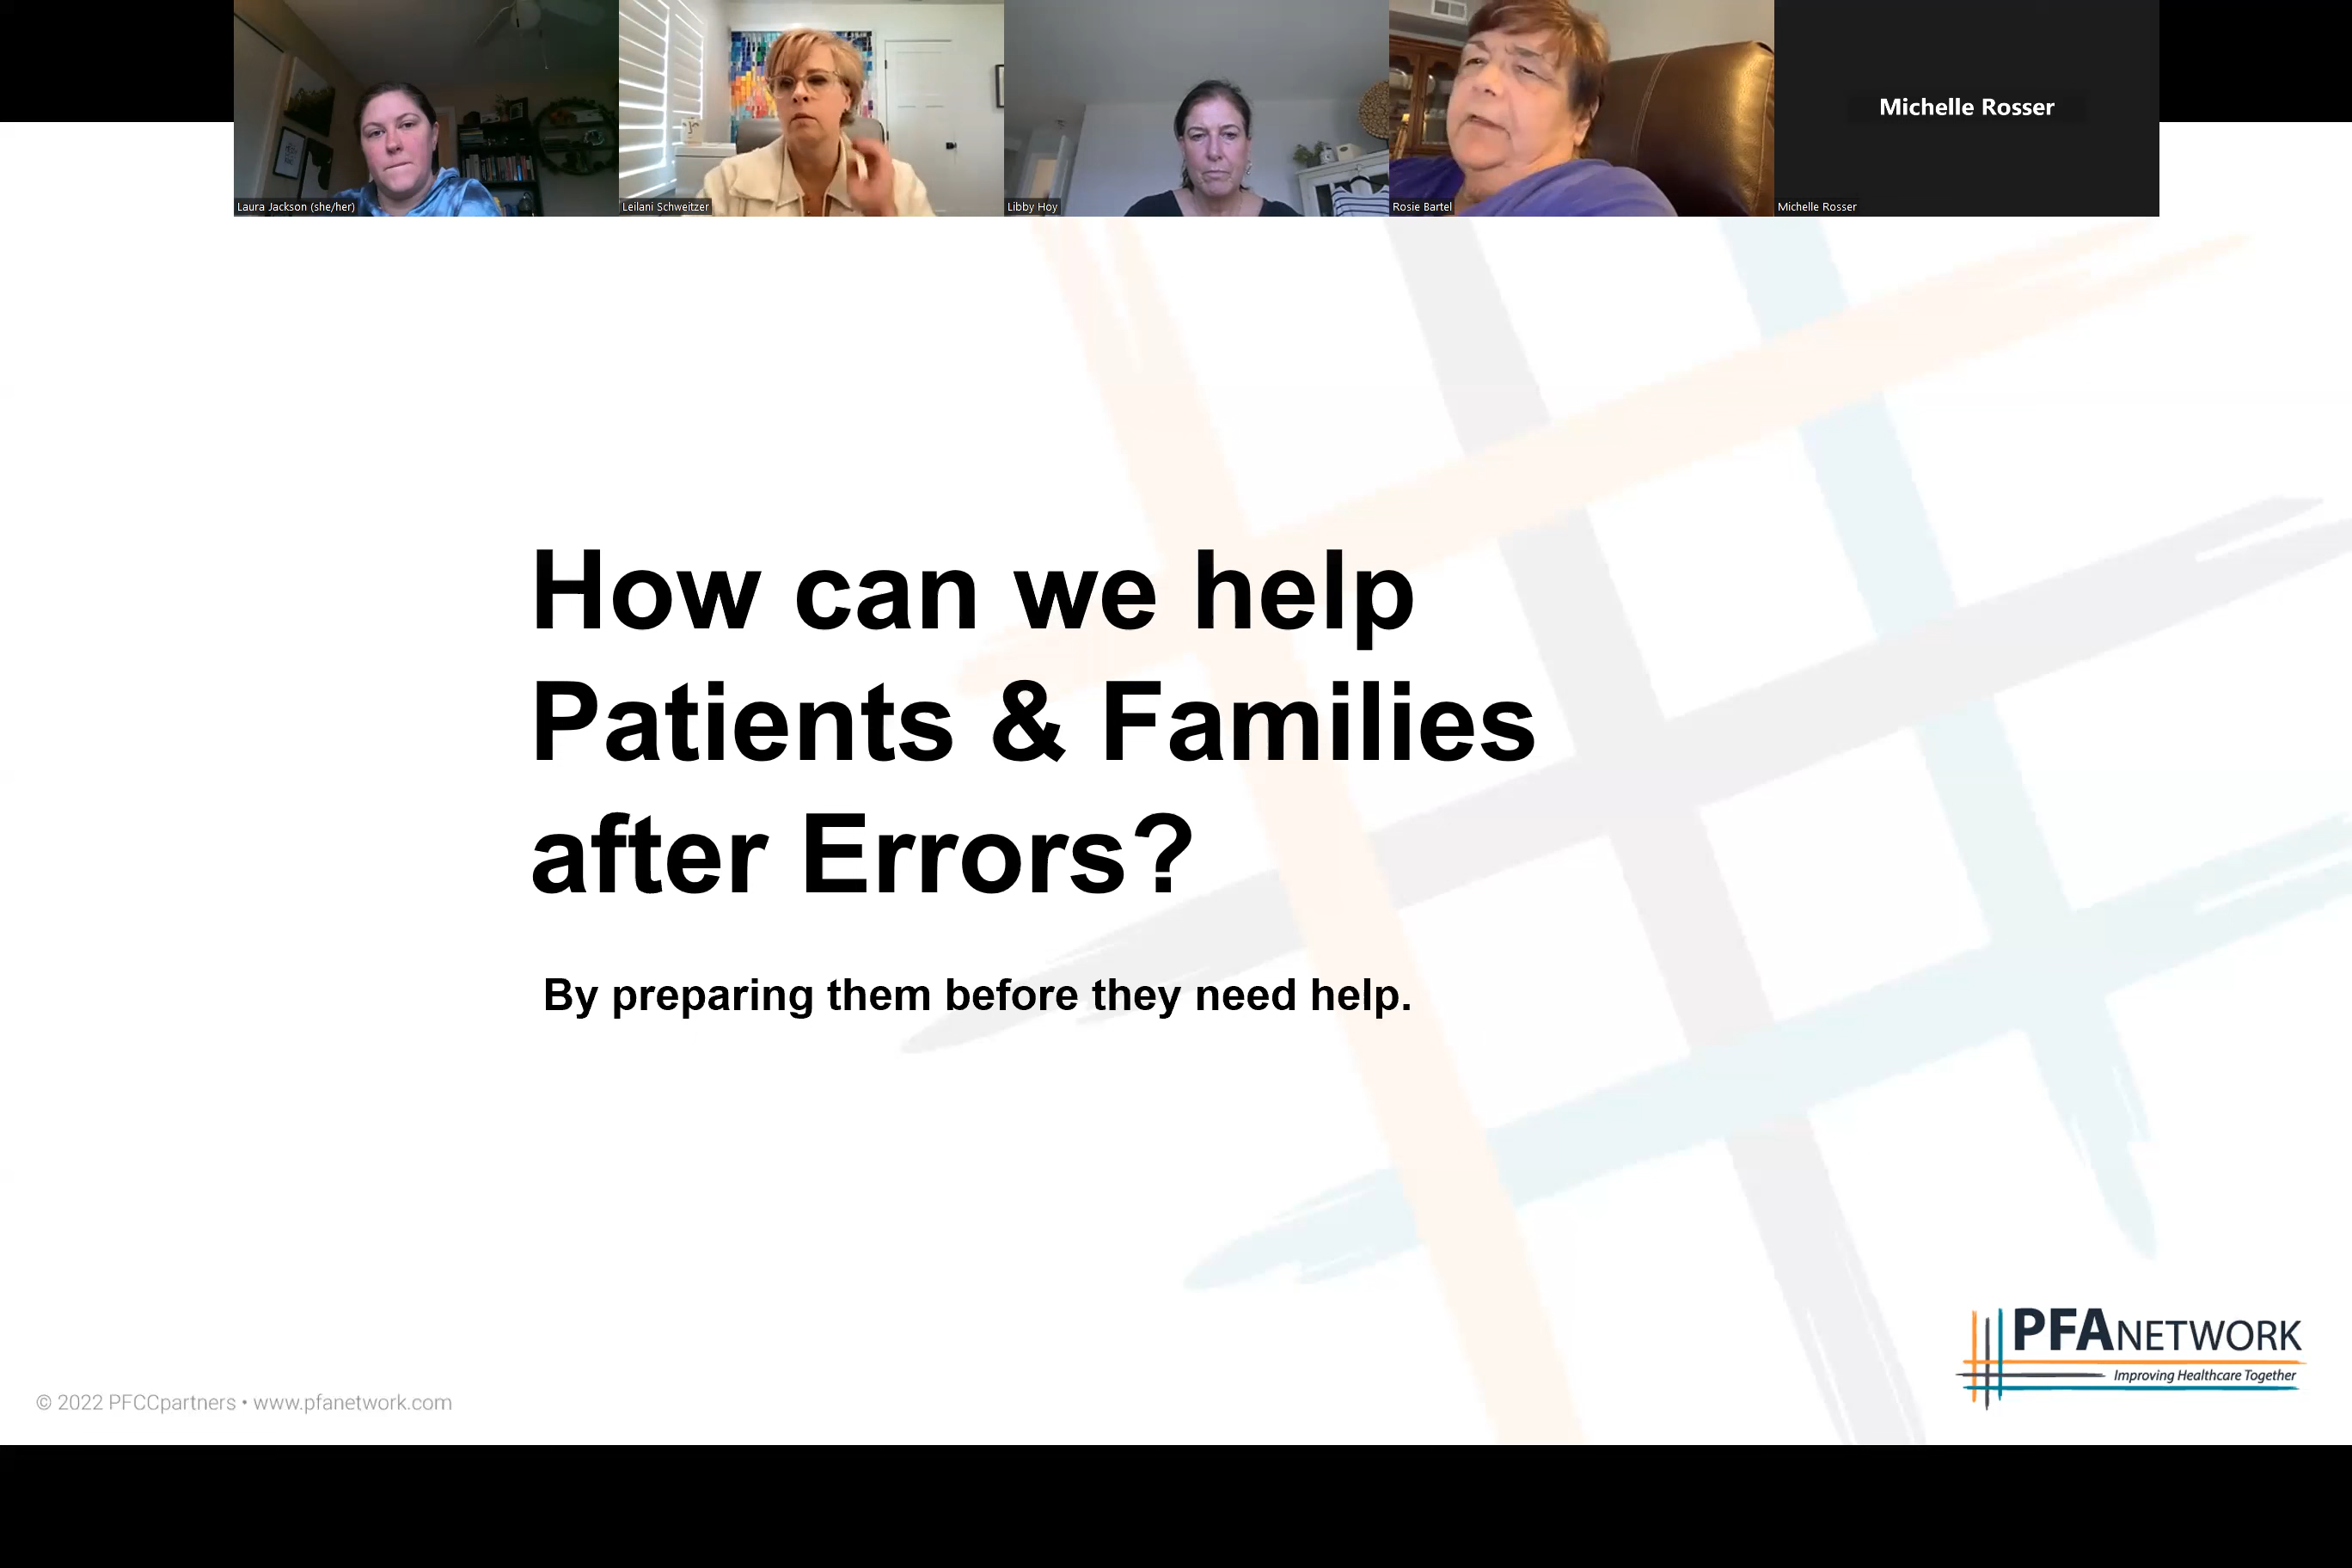 Michelle Rosser
Laura Jackson (she/her)
Leilani Schweitzer
Libby Hoy
Rosie Bartel
Michelle Rosser
How can we help
Patients & Families
after Errors?
By preparing them before they need help.
PFANETWORK
Improving Healthcare Together
© 2022 PFCCpartners • www.pfanetwork.com